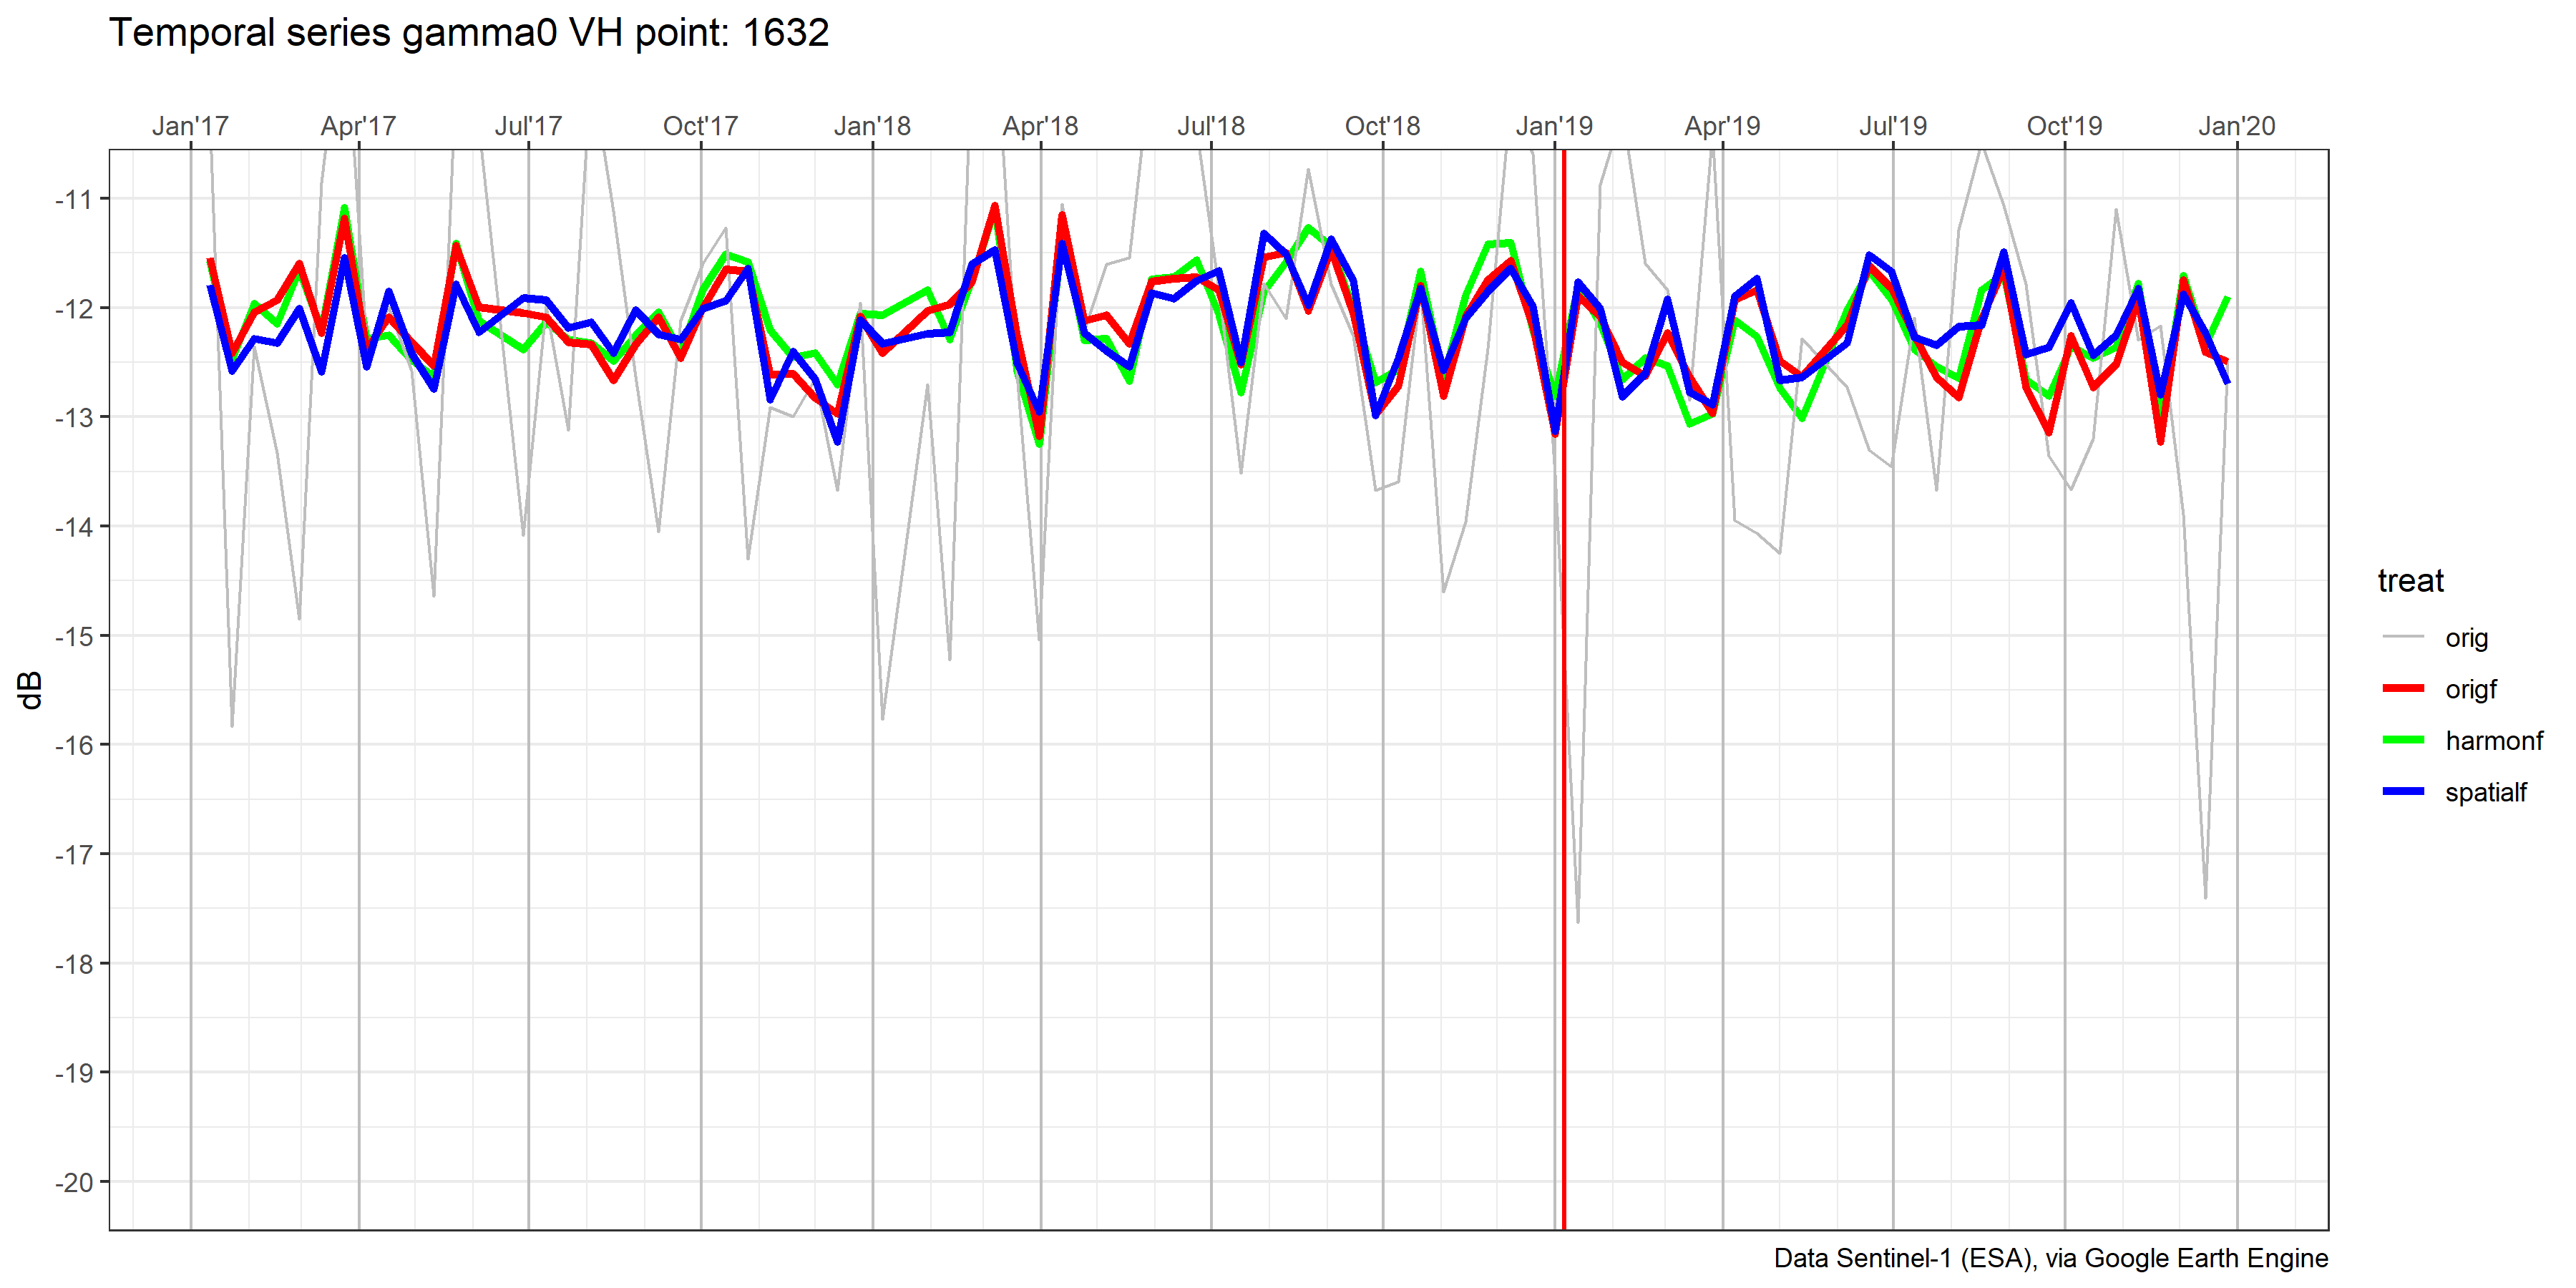 Temporal series gamma0 VH point: 1632
Jan'17 Apr'17 Jul'17 Oct'17 Jan'18 Apr'18 Jul'18 Oct'18 Jan'19 Apr'19 Jul'19 Oct'19 Jan'20
-11
-12
-13
-14
-15
-16
-17
-18
-19
-20
dB
treat
orig
origf
harmonf
spatialf
Data Sentinel-1 (ESA), via Google Earth Engine